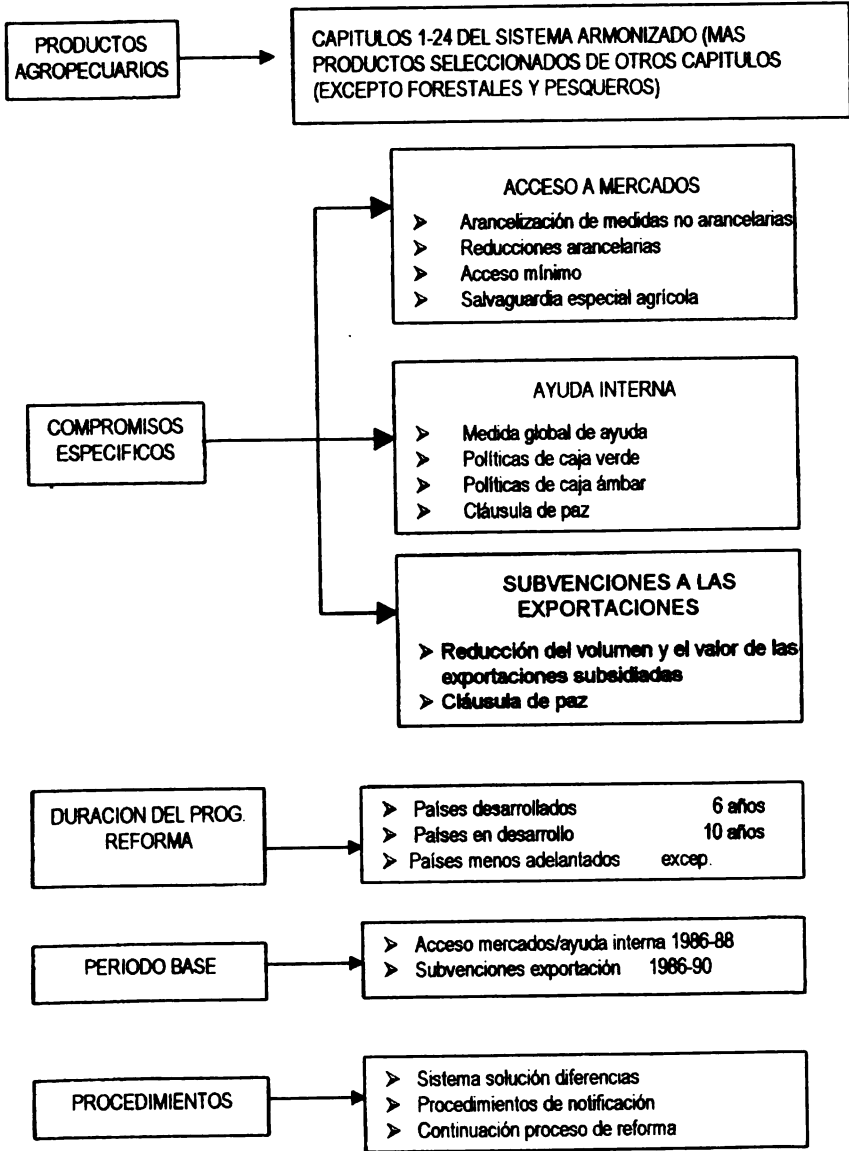 PRODUCTOS
AGROPECUARIOS
CAPITULOS 1-24 DEL SISTEMA ARMONIZADO (MAS
PRODUCTOS SELECCIONADOS DE OTROS CAPITULOS
(EXCEPTO FORESTALES Y PESQUEROS)
COMPROMISOS
ESPECIFICOS
ACCESO A MERCADOS
➢ Arancelización de medidas no arancelarias
➢ Reducciones arancelarias
➢ Acceso mínimo
➢ Salvaguardia especial agrícola
AYUDA INTERNA
➢ Medida global de ayuda
➢ Políticas de caja verde
➢ Políticas de caja ámbar
➢ Cláusula de paz
SUBVENCIONES A LAS
EXPORTACIONES
➢ Reducción del volumen y el valor de las
exportaciones subsidiadas
➢ Cláusula de paz
DURACION DEL PROG.
REFORMA
➢ Países desarrollados 6 años
➢ Países en desarrollo 10 años
➢ Países menos adelantados excep.
PERIODO BASE
➢ Acceso mercados/ayuda interna 1986-88
➢ Subvenciones exportación 1986-90
PROCEDIMIENTOS
➢ Sistema solución diferencias
➢ Procedimientos de notificación
➢ Continuación proceso de reforma